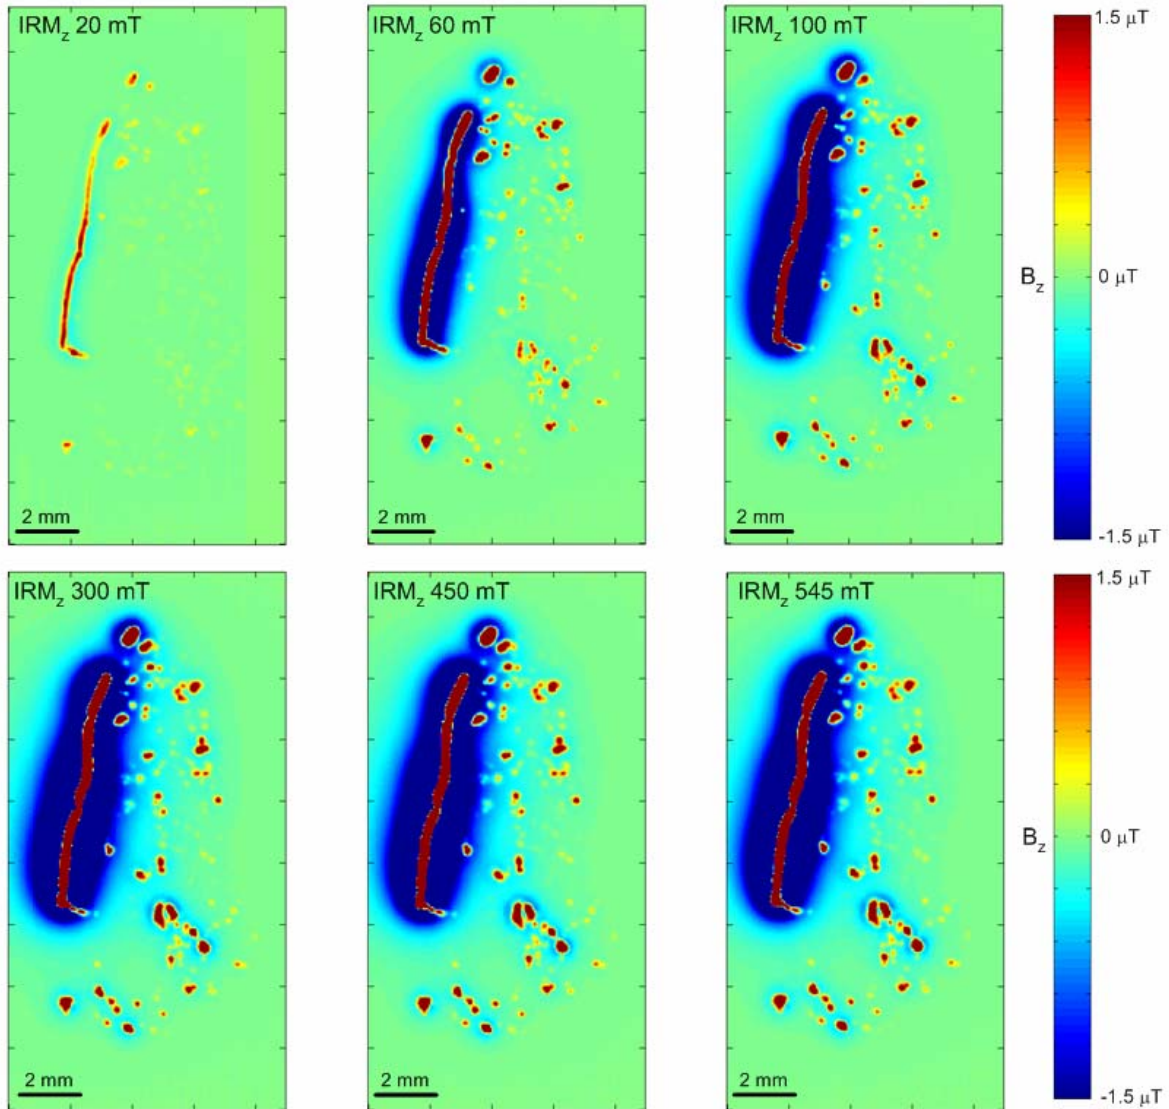 IRMz 20 mT
IRMz 60 mT
IRMz 100 mT
1.5 μT
Bz
0 μT
-1.5 μT
2 mm
2 mm
2 mm
IRMz 300 mT
IRMz 450 mT
IRMz 545 mT
1.5 μT
Bz
0 μT
-1.5 μT
2 mm
2 mm
2 mm